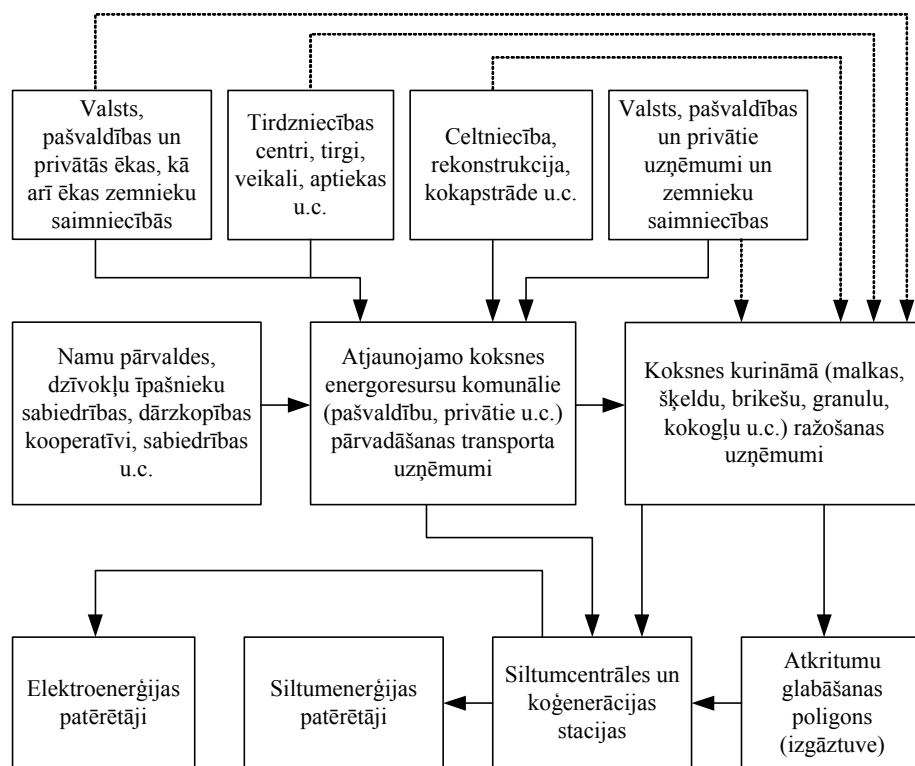 Valsts,
pašvaldības un
privātās ēkas, kā
arī ēkas zemnieku
saimniecībās
Tirdzniecības
centri, tirgi,
veikali, aptiekas
u.c.
Celtniecība,
rekonstrukcija,
kokapstrāde u.c.
Valsts, pašvaldības
un privātie
uzņēmumi un
zemnieku
saimniecības
Namu pārvaldes,
dzīvokļu īpašnieku
sabiedrības, dārzkopības
kooperatīvi, sabiedrības
u.c.
Atjaunojamo koksnes
energoresursu komunālie
(pašvaldību, privātie u.c.)
pārvadāšanas transporta
uzņēmumi
Koksnes kurināmā (malkas,
šķeldu, brikešu, granulu,
kokogļu u.c.) ražošanas
uzņēmumi
Elektroenerģijas
patērētāji
Siltumenerģijas
patērētāji
Siltumcentrāles un
koģenerācijas
stacijas
Atkritumu
glabāšanas
poligons
(izgāztuve)